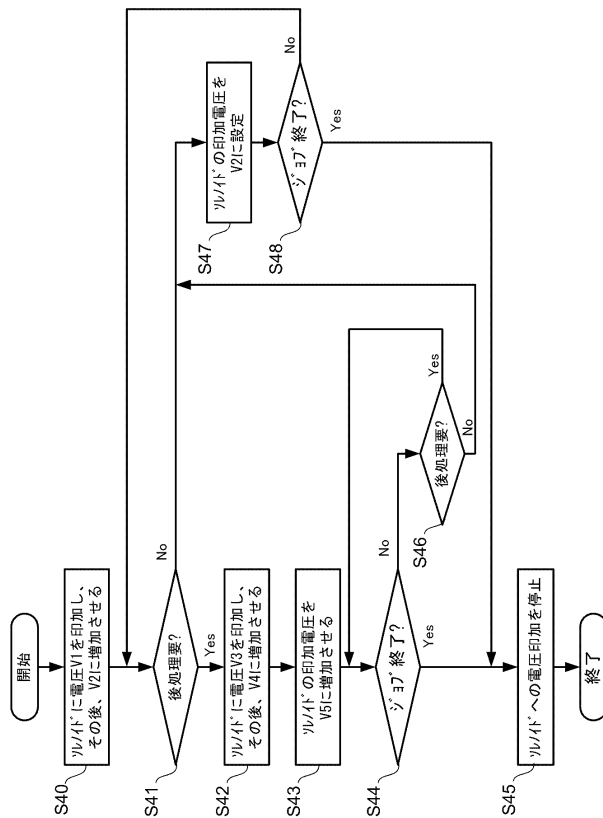 開始
S40
ｿﾚﾉｲﾄﾞに電圧V1を印加し、
その後、V2に増加させる
S41
後処理要?
No
Yes
S42
ｿﾚﾉｲﾄﾞに電圧V3を印加し、
その後、V4に増加させる
S43
ｿﾚﾉｲﾄﾞの印加電圧を
V5に増加させる
S44
ｼﾞｮﾌﾞ終了?
No
Yes
S46
後処理要?
Yes
No
S47
ｿﾚﾉｲﾄﾞの印加電圧を
V2に設定
S48
ｼﾞｮﾌﾞ終了?
No
Yes
S45
ｿﾚﾉｲﾄﾞへの電圧印加を停止
終了